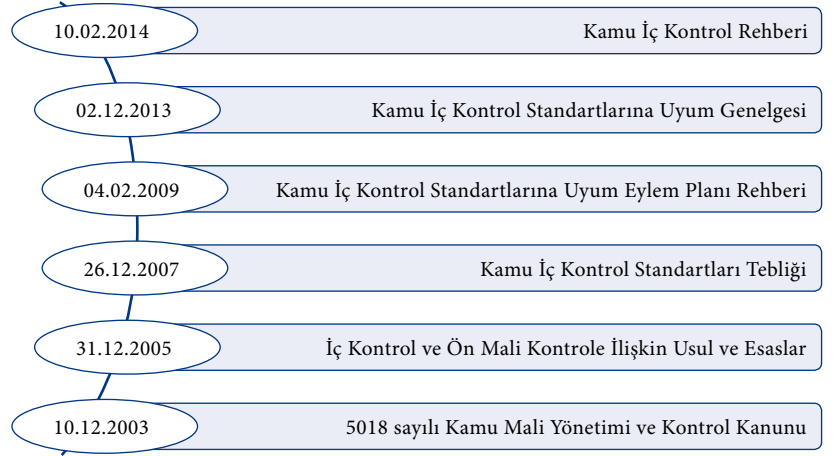 10.02.2014 Kamu İç Kontrol Rehberi
02.12.2013 Kamu İç Kontrol Standartlarına Uyum Genelgesi
04.02.2009 Kamu İç Kontrol Standartlarına Uyum Eylem Planı Rehberi
26.12.2007 Kamu İç Kontrol Standartları Tebliği
31.12.2005 İç Kontrol ve Ön Mali Kontrole İlişkin Usul ve Esaslar
10.12.2003 5018 sayılı Kamu Mali Yönetimi ve Kontrol Kanunu